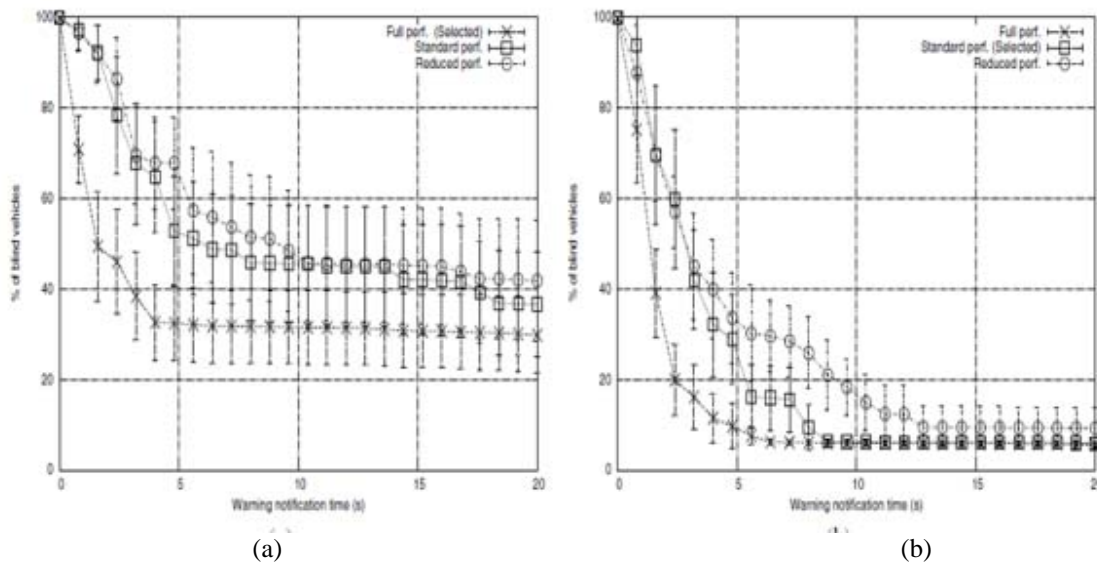 100
80
60
40
20
0
% of blind vehicles
Full perf. (Selected)
Standard perf.
Reduced perf.
0 5 10 15 20
Warning notification time (s)
(a)
100
80
60
40
20
0
% of blind vehicles
Full perf.
Standard perf. (Selected)
Reduced perf.
0 5 10 15
Warning notification time (s)
(b)